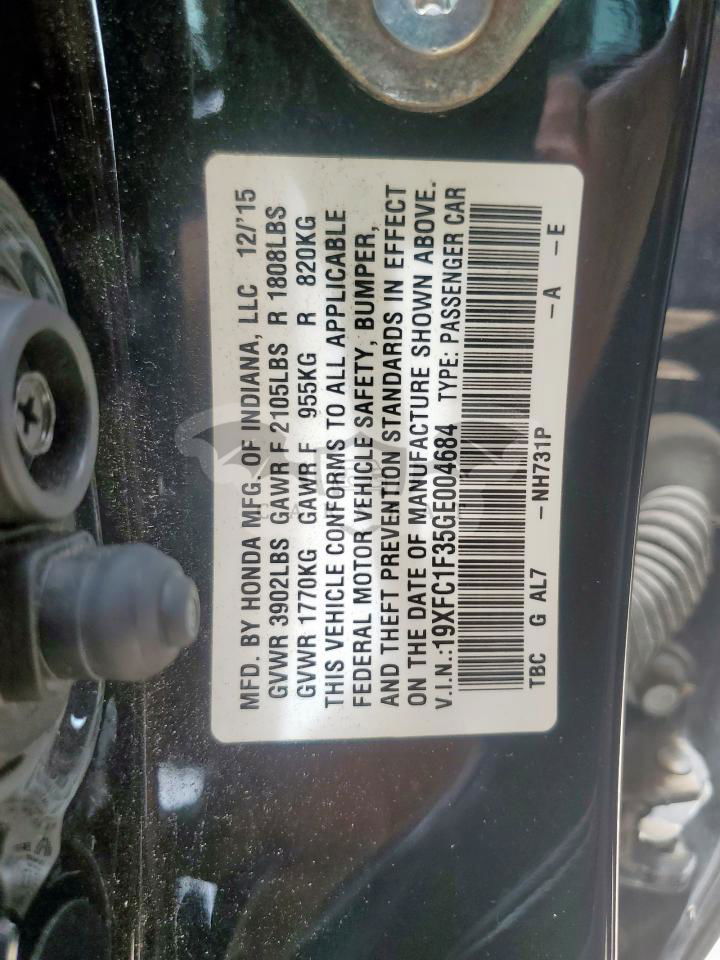 MFD. BY HONDA MFG. OF INDIANA, LLC 12/'15
GVWR 3902LBS GAWR F 2105LBS R 1808LBS
GVWR 1770KG GAWR F 955KG R 820KG
THIS VEHICLE CONFORMS TO ALL APPLICABLE
FEDERAL MOTOR VEHICLE SAFETY, BUMPER,
AND THEFT PREVENTION STANDARDS IN EFFECT
ON THE DATE OF MANUFACTURE SHOWN ABOVE.
V.I.N.:19XFC1F35GE004684 TYPE: PASSENGER CAR
TBC G AL7 -NH731P -A -E